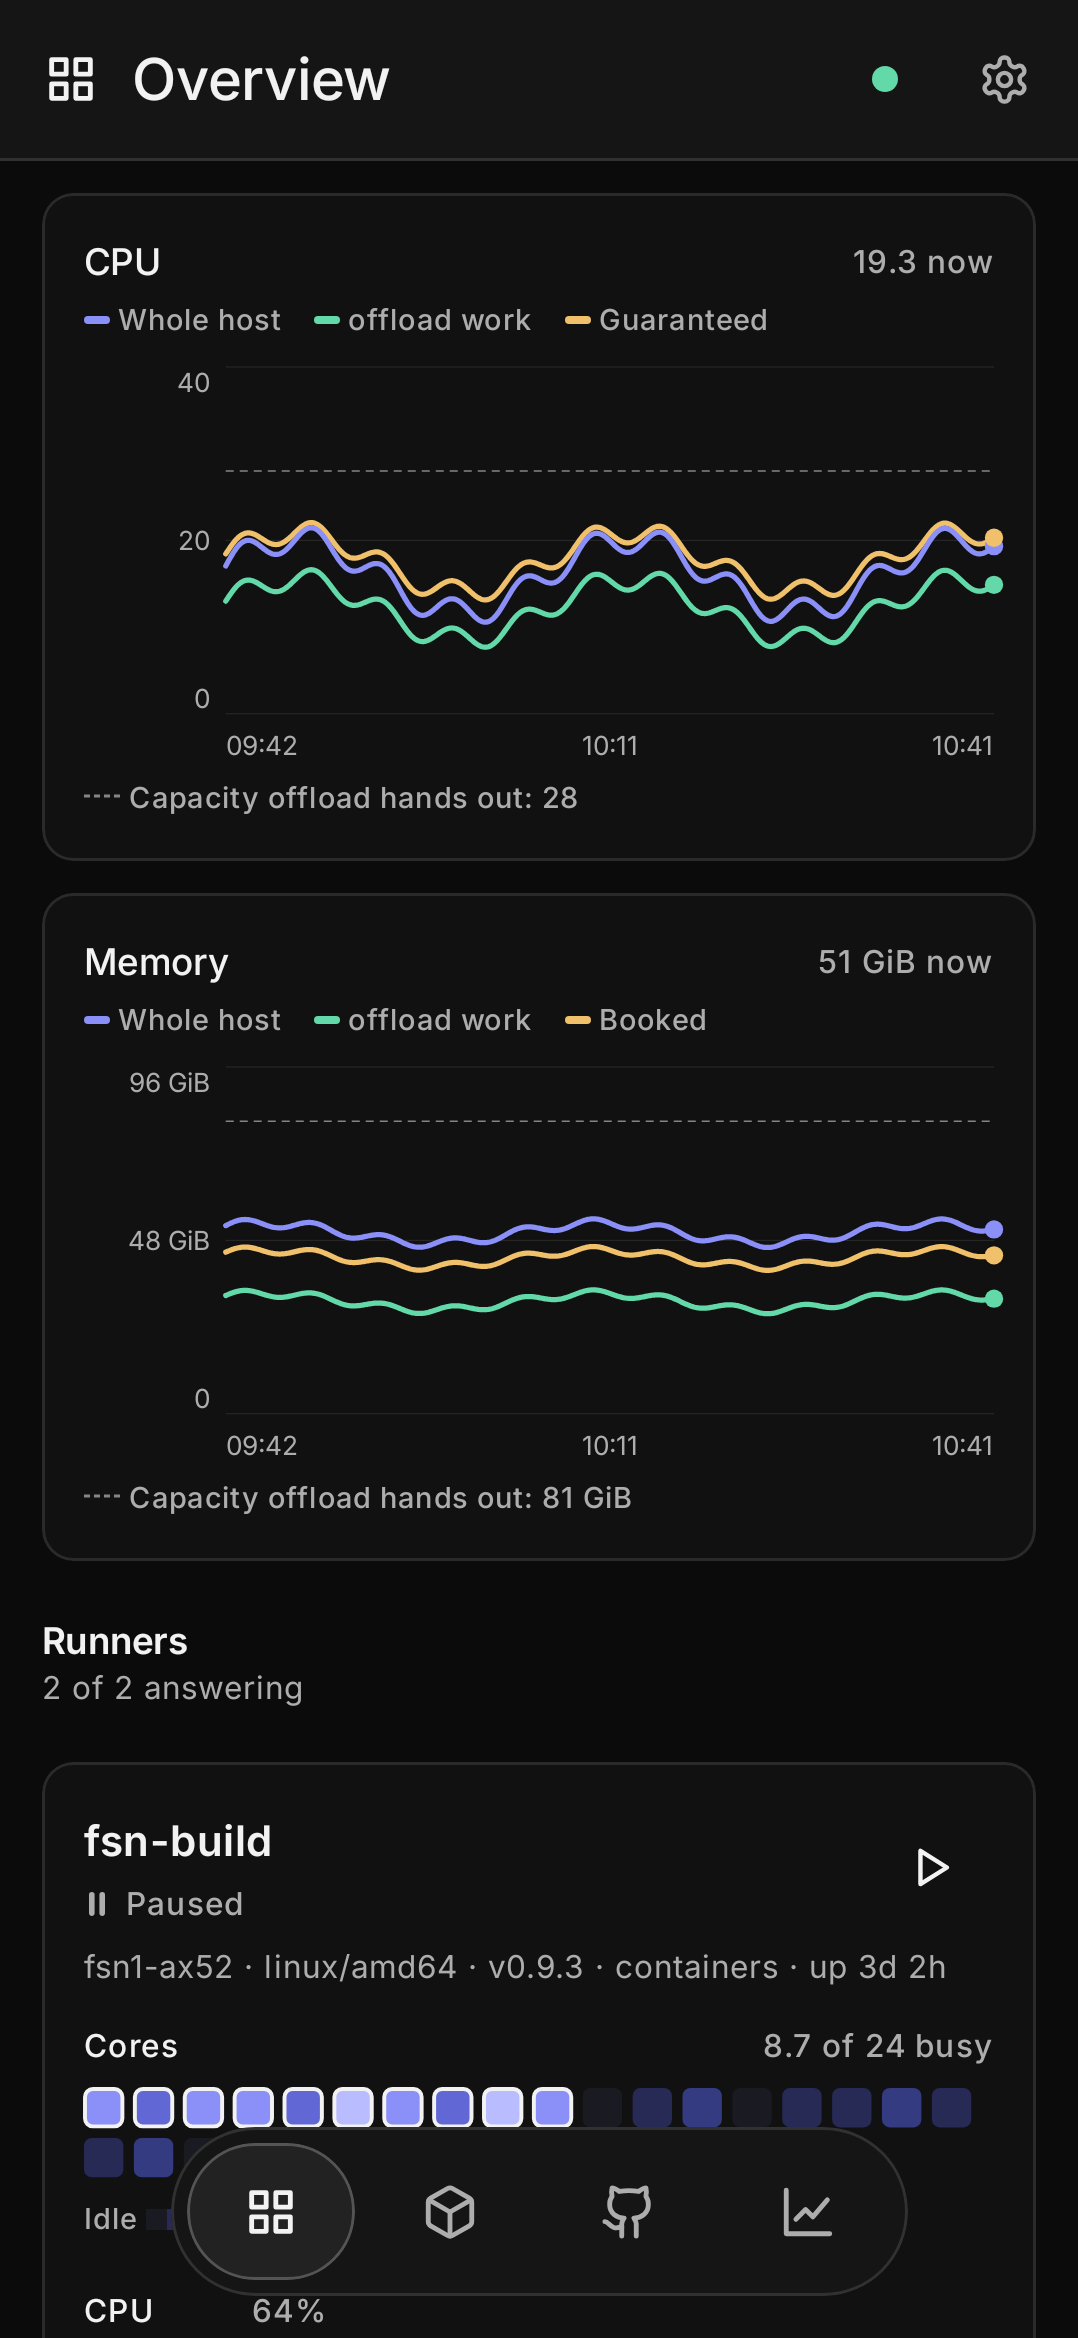 Overview
CPU
19.3 now
Whole host
offload work
Guaranteed
40
20
0
09:42
10:11
10:41
Capacity offload hands out: 28
Memory
51 GiB now
Whole host
offload work
Booked
96 GiB
48 GiB
0
09:42
10:11
10:41
Capacity offload hands out: 81 GiB
Runners
2 of 2 answering
fsn-build
Paused
fsn1-ax52 · linux/amd64 · v0.9.3 · containers · up 3d 2h
Cores
8.7 of 24 busy
Idle
CPU
64%